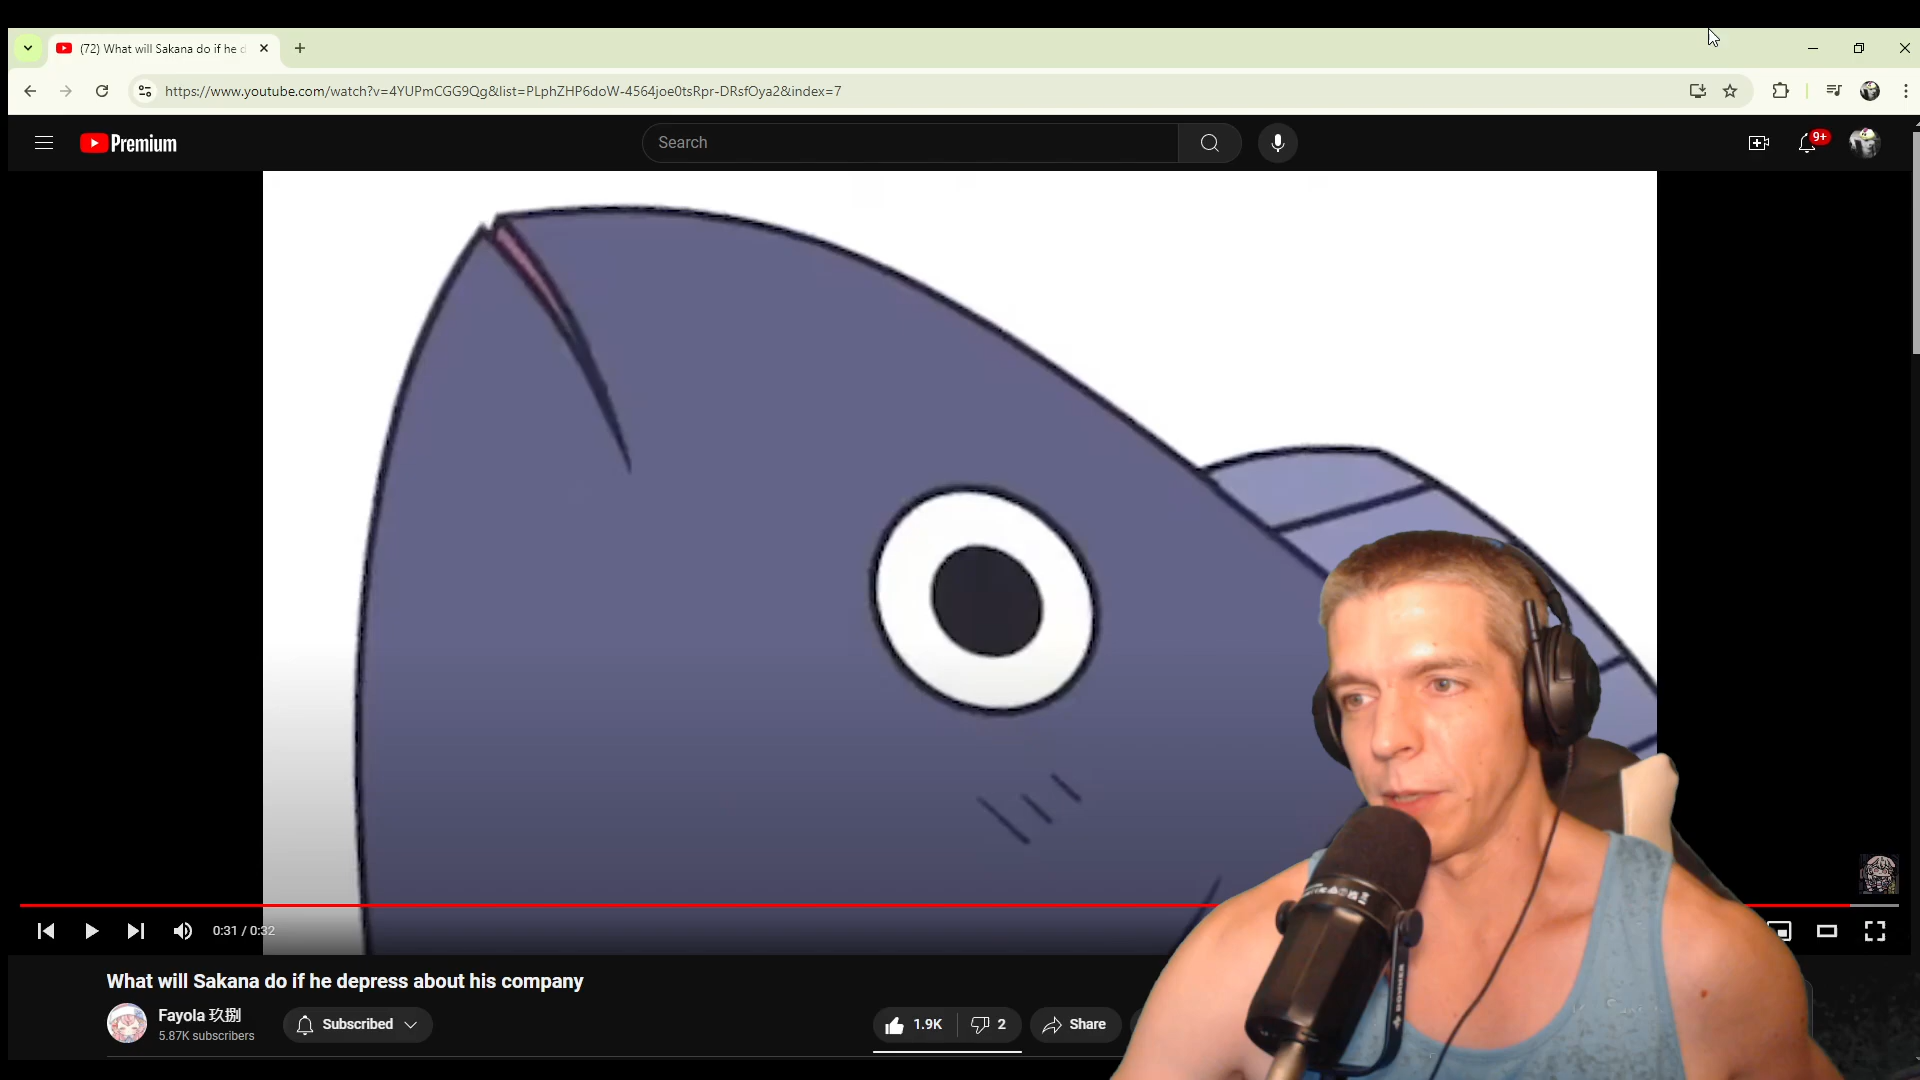 (72) What will Sakana do if he d
https://www.youtube.com/watch?v=4YUPmCGG9Qg&list=PLphZHP6doW-4564joe0tsRpr-DRsfOya2&index=7
Premium
Search
9+
0:31 / 0:32
What will Sakana do if he depress about his company
Fayola 玖捌
5.87K subscribers
Subscribed
1.9K
2
Share